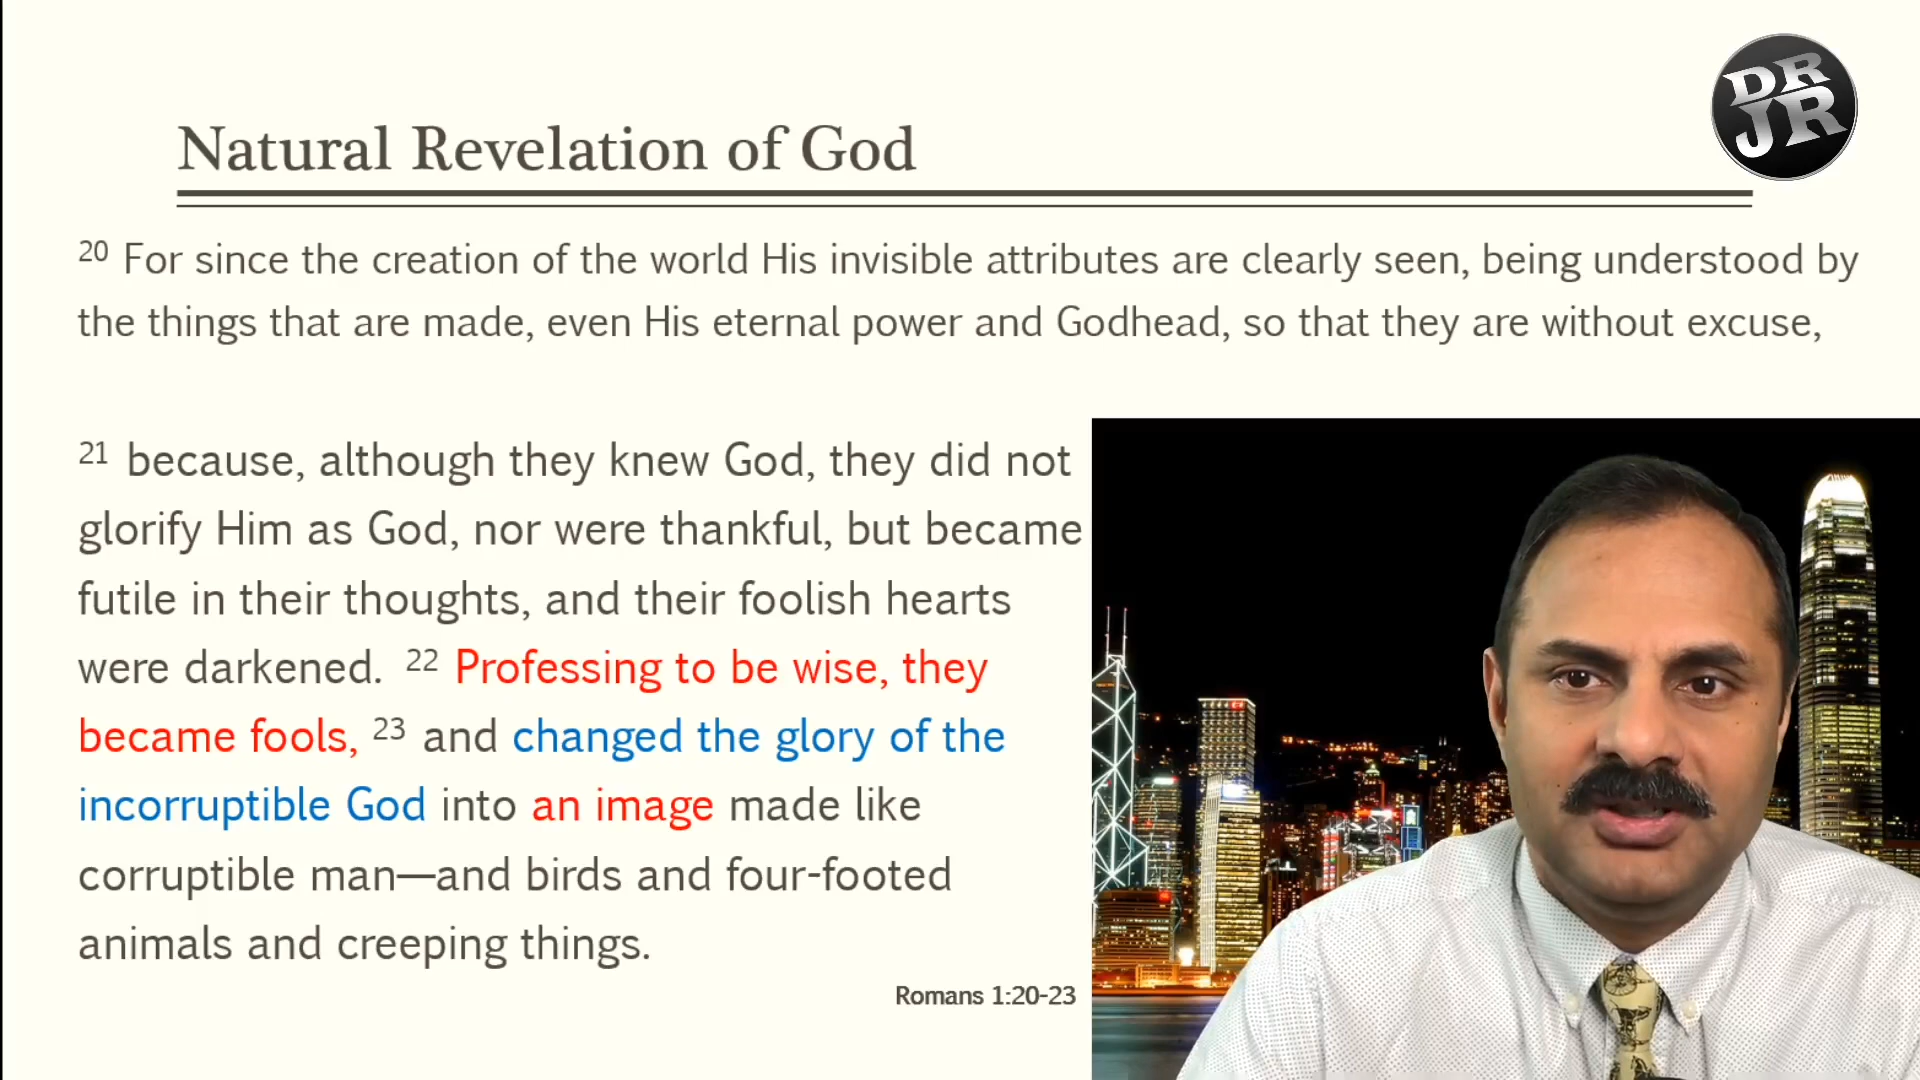 DR
JR
Natural Revelation of God
20 For since the creation of the world His invisible attributes are clearly seen, being understood by
the things that are made, even His eternal power and Godhead, so that they are without excuse,
21 because, although they knew God, they did not
glorify Him as God, nor were thankful, but became
futile in their thoughts, and their foolish hearts
were darkened. 22 Professing to be wise, they
became fools, 23 and changed the glory of the
incorruptible God into an image made like
corruptible man—and birds and four-footed
animals and creeping things.
Romans 1:20-23